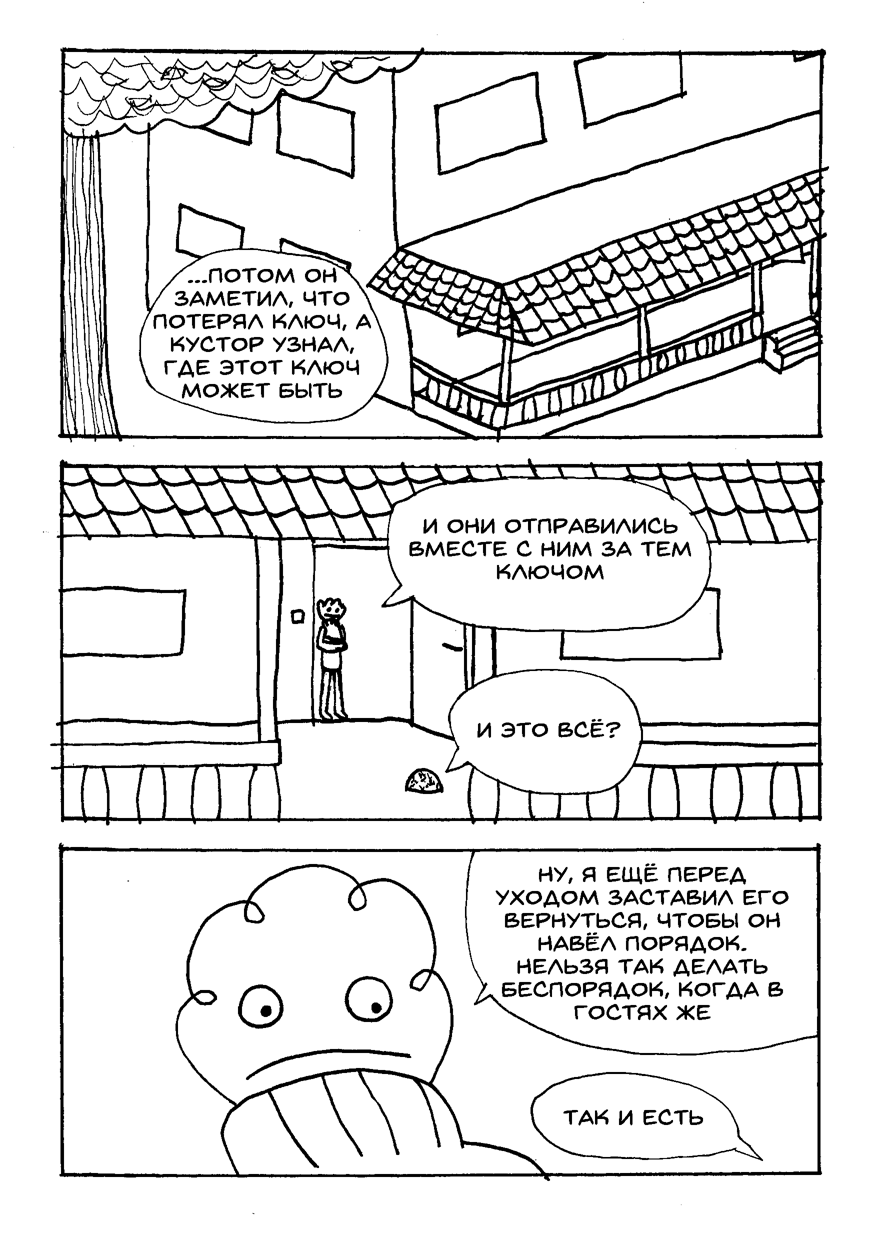 ...ПОТОМ ОН
ЗАМЕТИЛ, ЧТО
ПОТЕРЯЛ КЛЮЧ, А
КУСТОР УЗНАЛ,
ГДЕ ЭТОТ КЛЮЧ
МОЖЕТ БЫТЬ
И ОНИ ОТПРАВИЛИСЬ
ВМЕСТЕ С НИМ ЗА ТЕМ
КЛЮЧОМ
И ЭТО ВСЁ?
НУ, Я ЕЩЁ ПЕРЕД
УХОДОМ ЗАСТАВИЛ ЕГО
ВЕРНУТЬСЯ, ЧТОБЫ ОН
НАВЁЛ ПОРЯДОК.
НЕЛЬЗЯ ТАК ДЕЛАТЬ
БЕСПОРЯДОК, КОГДА В
ГОСТЯХ ЖЕ
ТАК И ЕСТЬ